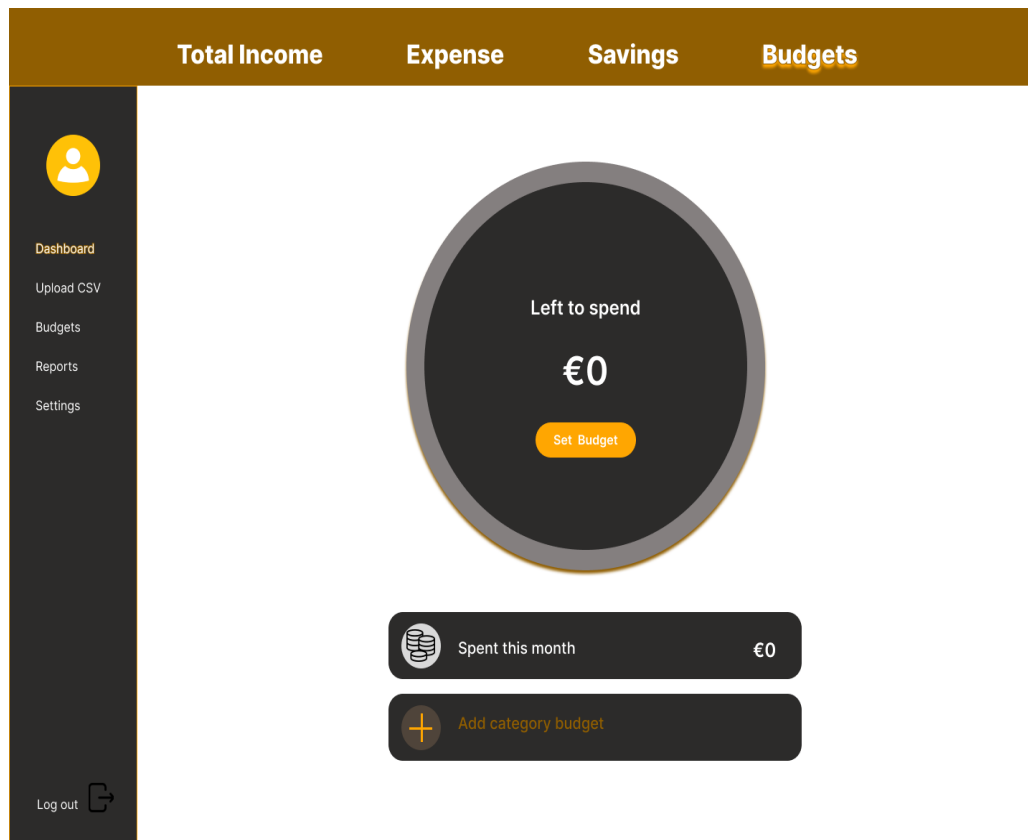 Total Income Expense Savings Budgets
Dashboard
Upload CSV
Budgets
Reports
Settings
Log out
Left to spend
€0
Set Budget
Spent this month €0
Add category budget